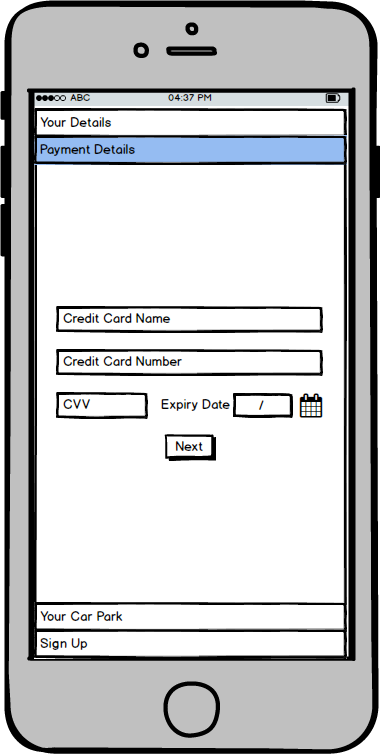 ABC 04:37 PM
Your Details
Payment Details
Credit Card Name
Credit Card Number
CVV Expiry Date /
Next
Your Car Park
Sign Up